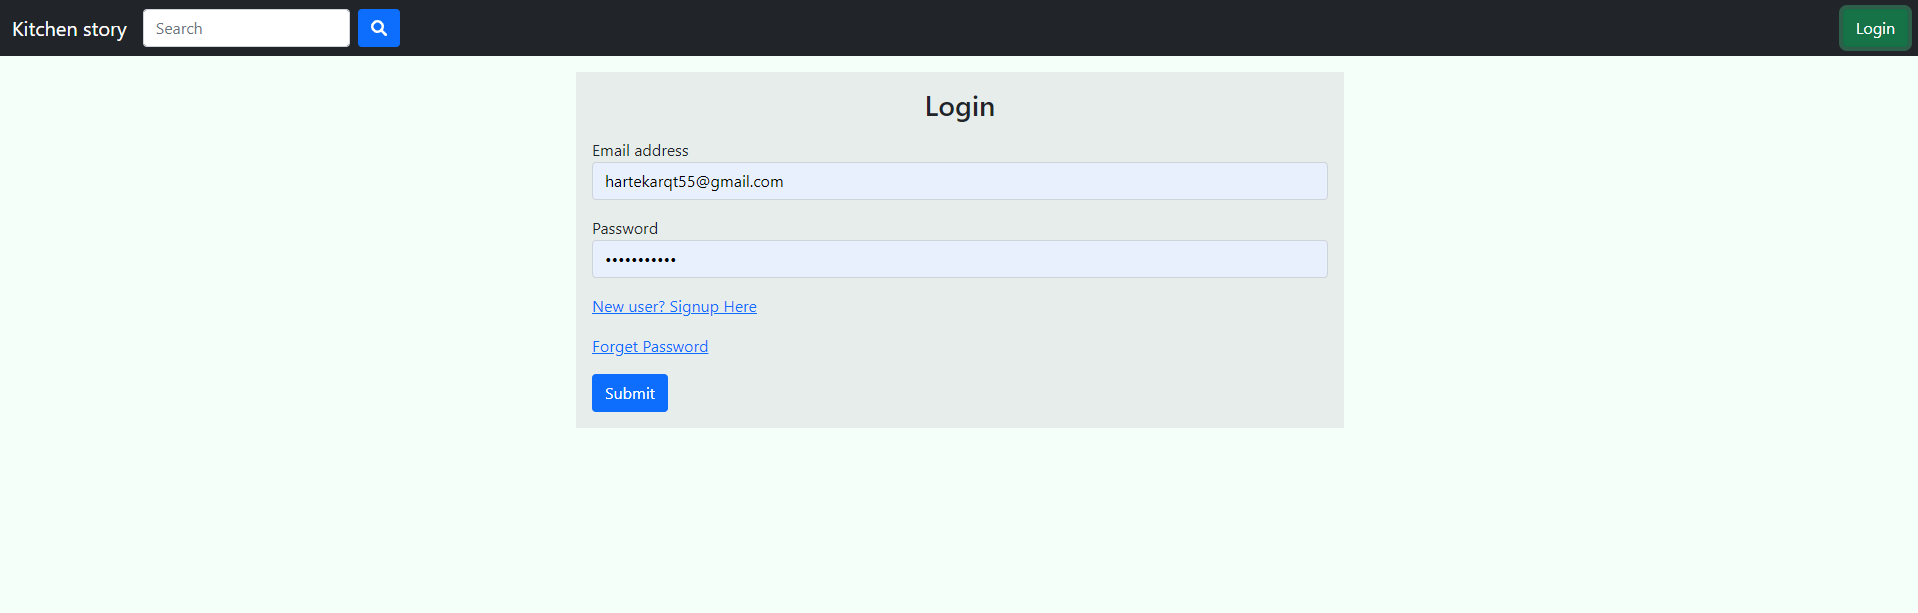 Kitchen story
Search
Login
Login
Email address
hartekarqt55@gmail.com
Password
•••••••••••
New user? Signup Here
Forget Password
Submit